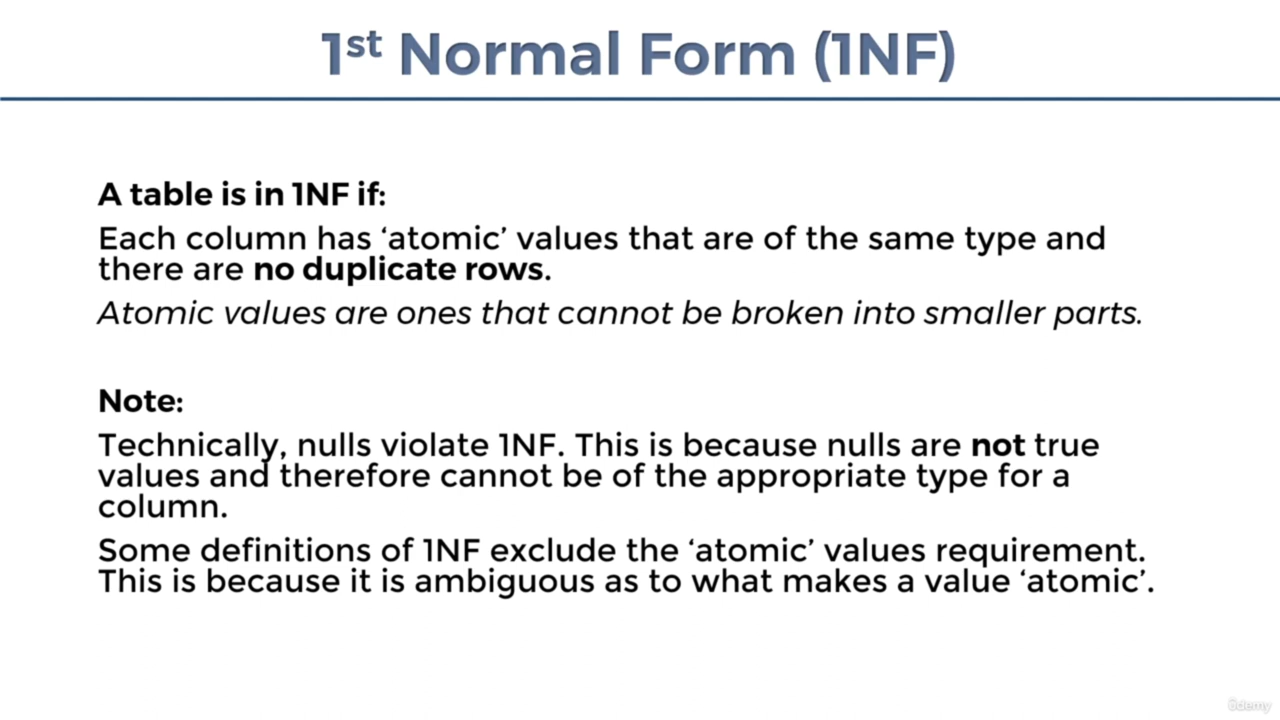 1st Normal Form (1NF)
A table is in 1NF if:
Each column has ‘atomic’ values that are of the same type and
there are no duplicate rows.
Atomic values are ones that cannot be broken into smaller parts.
Note:
Technically, nulls violate 1NF. This is because nulls are not true
values and therefore cannot be of the appropriate type for a
column.
Some definitions of 1NF exclude the ‘atomic’ values requirement.
This is because it is ambiguous as to what makes a value ‘atomic’.
ûdemy